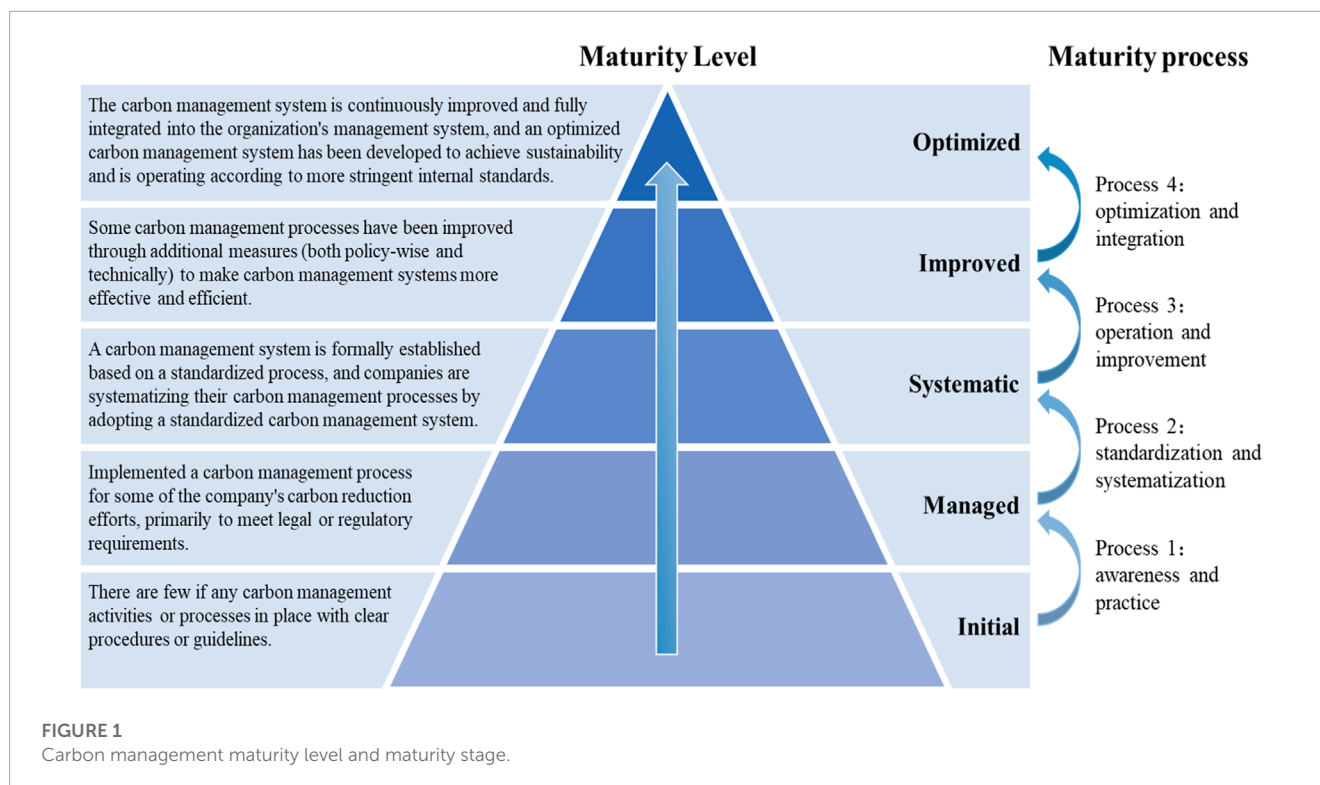 Maturity Level
Maturity process
The carbon management system is continuously improved and fully
integrated into the organization's management system, and an optimized
carbon management system has been developed to achieve sustainability
and is operating according to more stringent internal standards.
Optimized
Process 4:
optimization and
integration
Some carbon management processes have been improved
through additional measures (both policy-wise and
technically) to make carbon management systems more
effective and efficient.
Improved
Process 3:
operation and
improvement
A carbon management system is formally established
based on a standardized process, and companies are
systematizing their carbon management processes by
adopting a standardized carbon management system.
Systematic
Process 2:
standardization and
systematization
Implemented a carbon management process
for some of the company's carbon reduction
efforts, primarily to meet legal or regulatory
requirements.
Managed
Process 1:
awareness and
practice
There are few if any carbon management
activities or processes in place with clear
procedures or guidelines.
Initial
FIGURE 1
Carbon management maturity level and maturity stage.